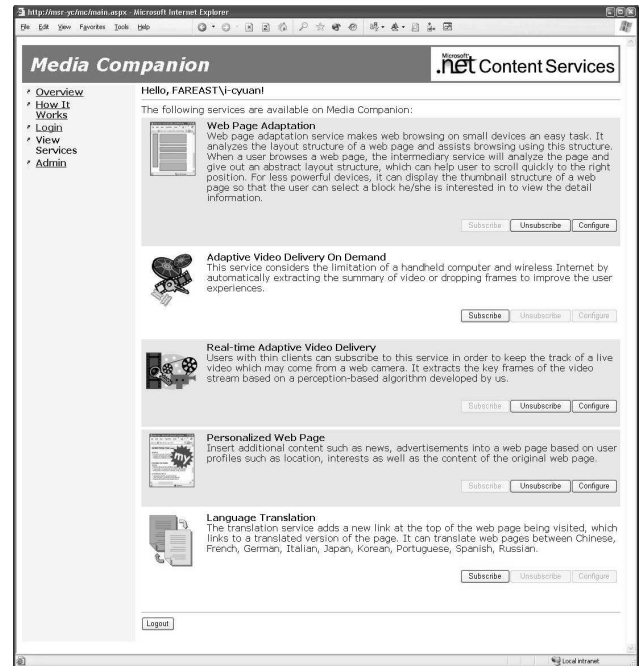 http://msr-yc/mc/main.aspx - Microsoft Internet Explorer
File Edit View Favorites Tools Help
Media Companion
Microsoft
.net Content Services
Overview
How It
Works
Login
View
Services
Admin
Hello, FAREAST\i-cyuan!
The following services are available on Media Companion:
Web Page Adaptation
Web page adaptation service makes web browsing on small devices an easy task. It
analyzes the layout structure of a web page and assists browsing using this structure.
When a user browses a web page, the intermediary service will analyze the page and
give out an abstract layout structure, which can help user to scroll quickly to the right
position. For less powerful devices, it can display the thumbnail structure of a web
page so that the user can select a block he/she is interested in to view the detail
information.
Subscribe Unsubscribe Configure
Adaptive Video Delivery On Demand
This service considers the limitation of a handheld computer and wireless Internet by
automatically extracting the summary of video or dropping frames to improve the user
experiences.
Subscribe Unsubscribe Configure
Real-time Adaptive Video Delivery
Users with thin clients can subscribe to this service in order to keep the track of a live
video which may come from a web camera. It extracts the key frames of the video
stream based on a perception-based algorithm developed by us.
Subscribe Unsubscribe Configure
my
Personalized Web Page
Insert additional content such as news, advertisements into a web page based on user
profiles such as location, interests as well as the content of the original web page.
Subscribe Unsubscribe Configure
Language Translation
The translation service adds a new link at the top of the web page being visited, which
links to a translated version of the page. It can translate web pages between Chinese,
French, German, Italian, Japan, Korean, Portuguese, Spanish, Russian.
Subscribe Unsubscribe Configure
Logout
Local intranet